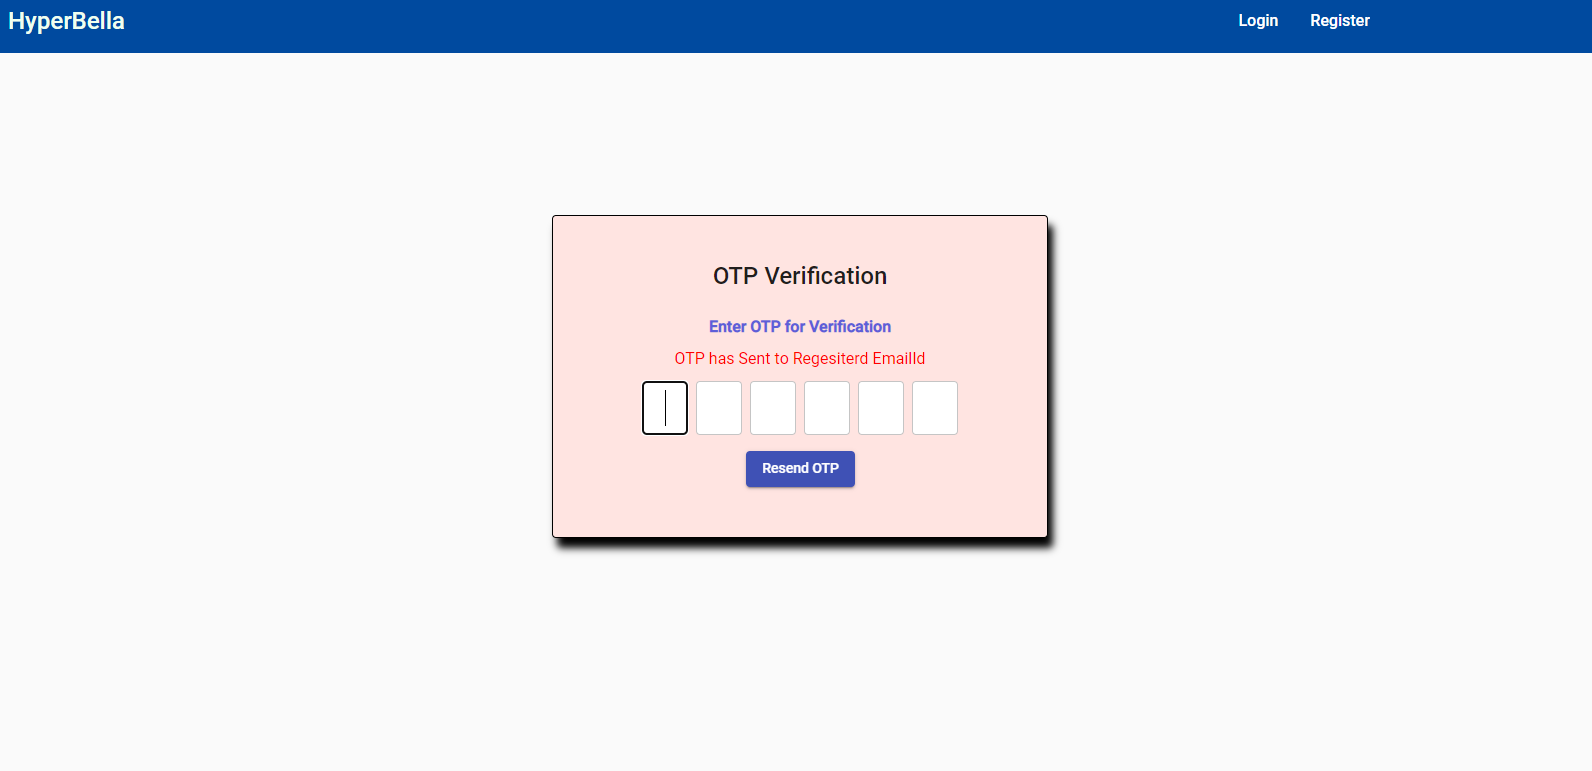 HyperBella
Login Register
OTP Verification
Enter OTP for Verification
OTP has Sent to Regesiterd EmailId
Resend OTP